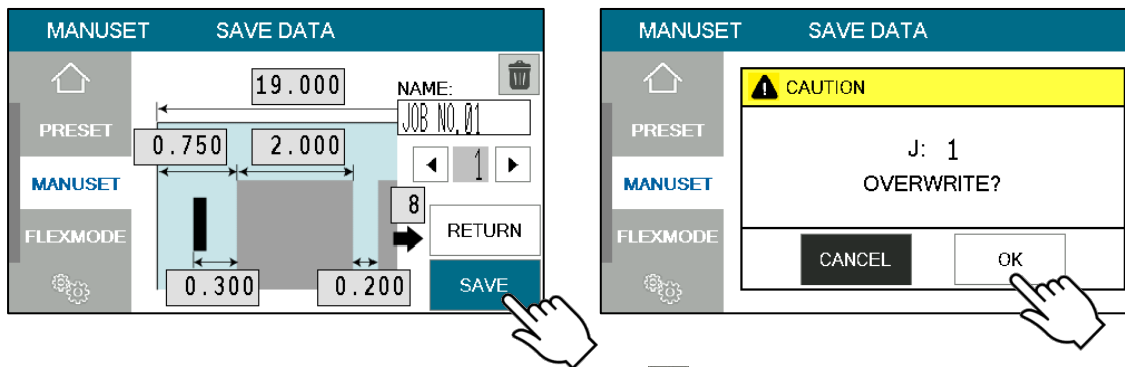 MANUSET SAVE DATA
19.000
NAME:
JOB NO.01
PRESET
0.750
2.000
1
MANUSET
8
FLEXMODE
RETURN
0.300
0.200
SAVE
MANUSET SAVE DATA
CAUTION
PRESET
J: 1
MANUSET
OVERWRITE?
FLEXMODE
CANCEL
OK